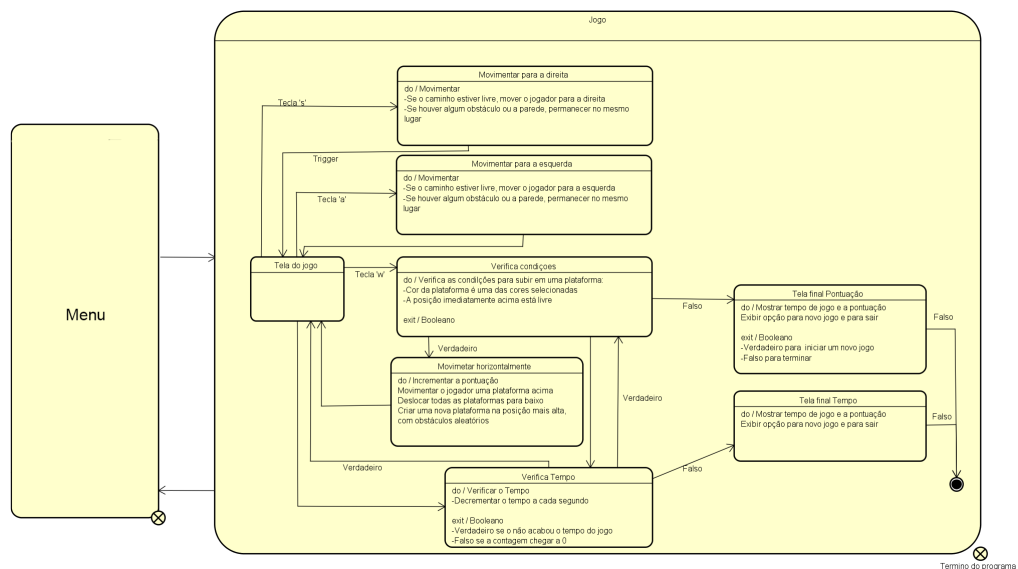 Jogo
Movimentar para a direita
do / Movimentar
-Se o caminho estiver livre, mover o jogador para a direita
-Se houver algum obstáculo ou a parede, permanecer no mesmo
lugar
Tecla 's'
Trigger
Movimentar para a esquerda
do / Movimentar
-Se o caminho estiver livre, mover o jogador para a esquerda
-Se houver algum obstáculo ou a parede, permanecer no mesmo
lugar
Tecla 'a'
Tela do jogo
Tecla 'w'
Verifica condiçoes
do / Verifica as condilções para subir em uma plataforma:
-Cor da plataforma é uma das cores selecionadas
-A posição imediatamente acima está livre
exit / Booleano
Menu
Falso
Tela final Pontuação
do / Mostrar tempo de jogo e a pontuação
Exibir opção para novo jogo e para sair
exit / Booleano
-Verdadeiro para iniciar um novo jogo
-Falso para terminar
Falso
Verdadeiro
Movimetar horizontalmente
do / Incrementar a pontuação
Movimentar o jogador uma plataforma acima
Deslocar todas as plataformas para baixo
Criar uma nova plataforma na posição mais alta,
com obstáculos aleatórios
Verdadeiro
Tela final Tempo
do / Mostrar tempo de jogo e a pontuação
Exibir opção para novo jogo e para sair
Falso
Verdadeiro
Falso
Verifica Tempo
do / Verificar o Tempo
-Decrementar o tempo a cada segundo
exit / Booleano
-Verdadeiro se o não acabou o tempo do jogo
-Falso se a contagem chegar a 0
Termino do programa